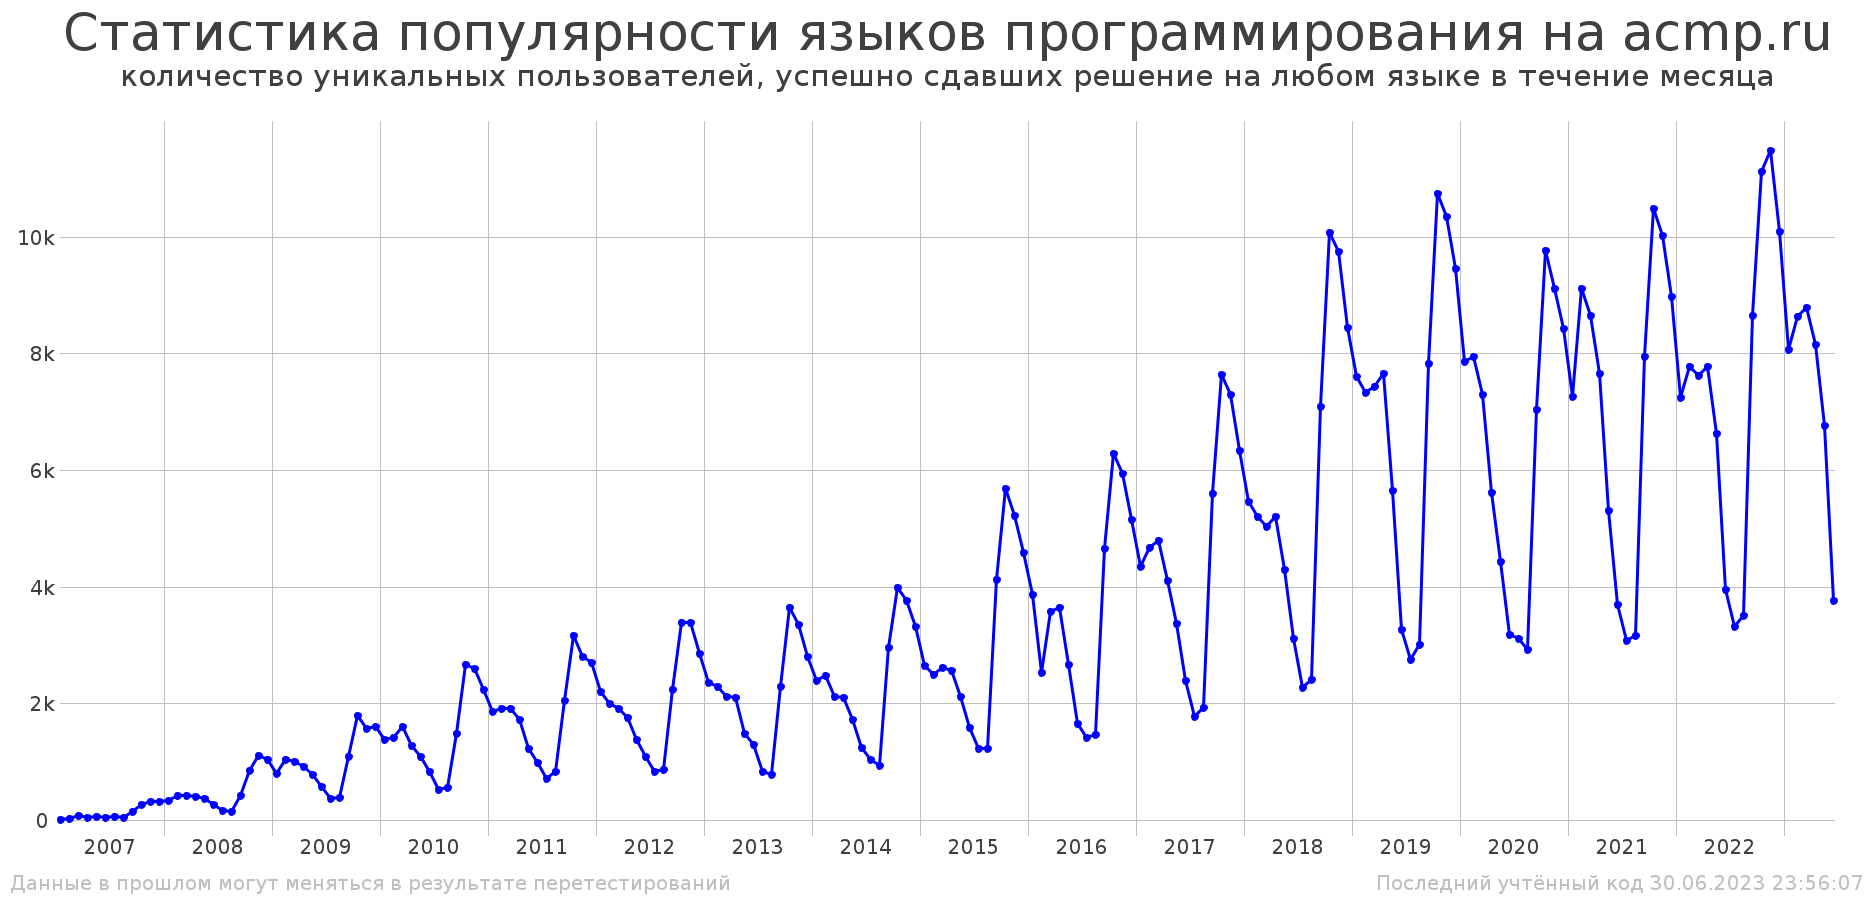 Статистика популярности языков программирования на acmp.ru
количество уникальных пользователей, успешно сдавших решение на любом языке в течение месяца
10k
8k
6k
4k
2k
0
2007 2008 2009 2010 2011 2012 2013 2014 2015 2016 2017 2018 2019 2020 2021 2022
Данные в прошлом могут меняться в результате перетестирований
Последний учтённый код 30.06.2023 23:56:07